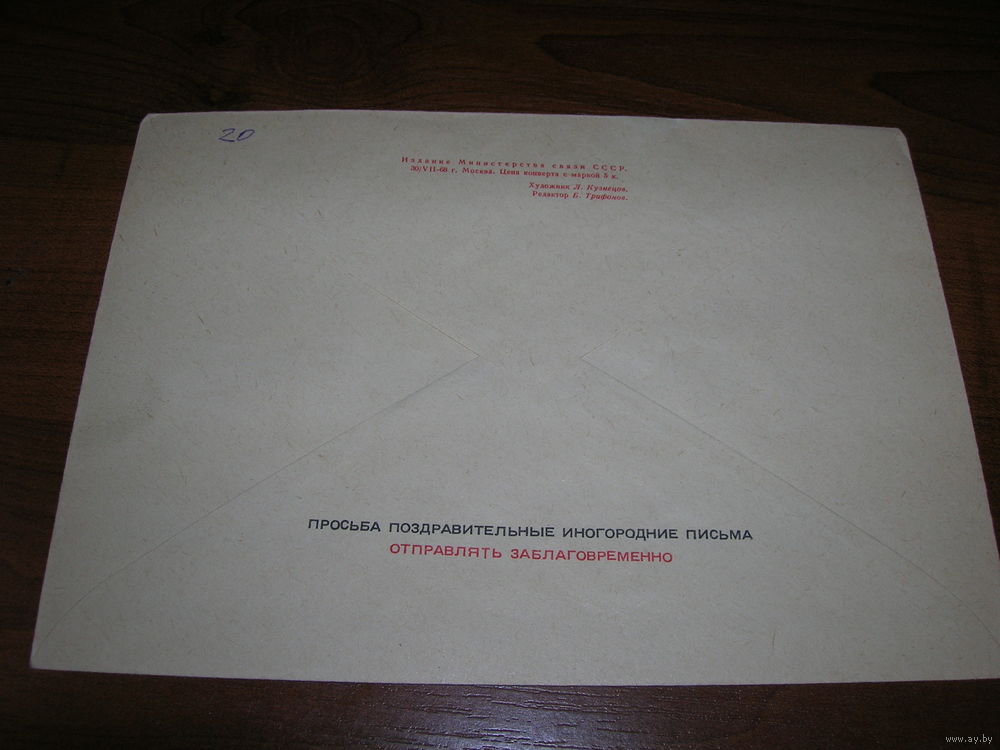 20
Издание Министерства связи СССР.
30/VII-68 г. Москва. Цена конверта с маркой 5 к.
Художник Л. Кузнецов.
Редактор Б. Трифонов.
ПРОСЬБА ПОЗДРАВИТЕЛЬНЫЕ ИНОГОРОДНИЕ ПИСЬМА
ОТПРАВЛЯТЬ ЗАБЛАГОВРЕМЕННО
www.ay.by